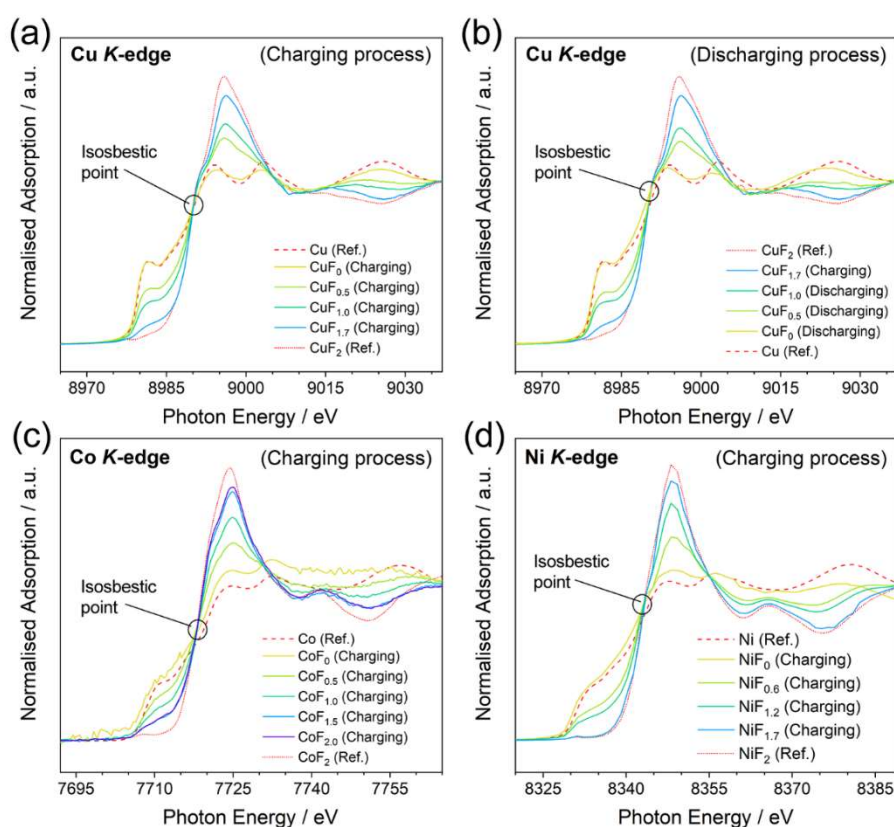 (a)
Cu K-edge (Charging process)
Normalised Adsorption / a.u.
Isosbestic
point
Cu (Ref.)
CuF0 (Charging)
CuF0.5 (Charging)
CuF1.0 (Charging)
CuF1.7 (Charging)
CuF2 (Ref.)
8970 8985 9000 9015 9030
Photon Energy / eV
(b)
Cu K-edge (Discharging process)
Normalised Adsorption / a.u.
Isosbestic
point
CuF2 (Ref.)
CuF1.7 (Charging)
CuF1.0 (Discharging)
CuF0.5 (Discharging)
CuF0 (Discharging)
Cu (Ref.)
8970 8985 9000 9015 9030
Photon Energy / eV
(c)
Co K-edge (Charging process)
Normalised Adsorption / a.u.
Isosbestic
point
Co (Ref.)
CoF0 (Charging)
CoF0.5 (Charging)
CoF1.0 (Charging)
CoF1.5 (Charging)
CoF2.0 (Charging)
CoF2 (Ref.)
7695 7710 7725 7740 7755
Photon Energy / eV
(d)
Ni K-edge (Charging process)
Normalised Adsorption / a.u.
Isosbestic
point
Ni (Ref.)
NiF0 (Charging)
NiF0.6 (Charging)
NiF1.2 (Charging)
NiF1.7 (Charging)
NiF2 (Ref.)
8325 8340 8355 8370 8385
Photon Energy / eV